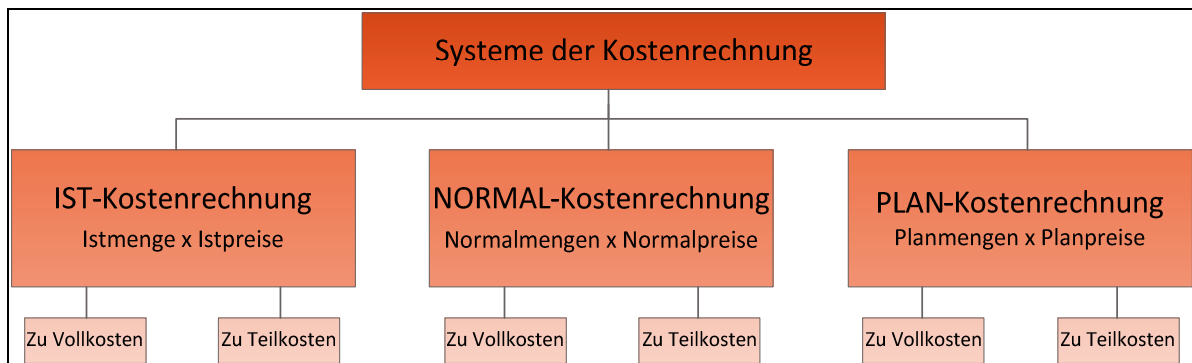 Systeme der Kostenrechnung
IST-Kostenrechnung
Istmenge x Istpreise
NORMAL-Kostenrechnung
Normalmengen x Normalpreise
PLAN-Kostenrechnung
Planmengen x Planpreise
Zu Vollkosten
Zu Teilkosten
Zu Vollkosten
Zu Teilkosten
Zu Vollkosten
Zu Teilkosten